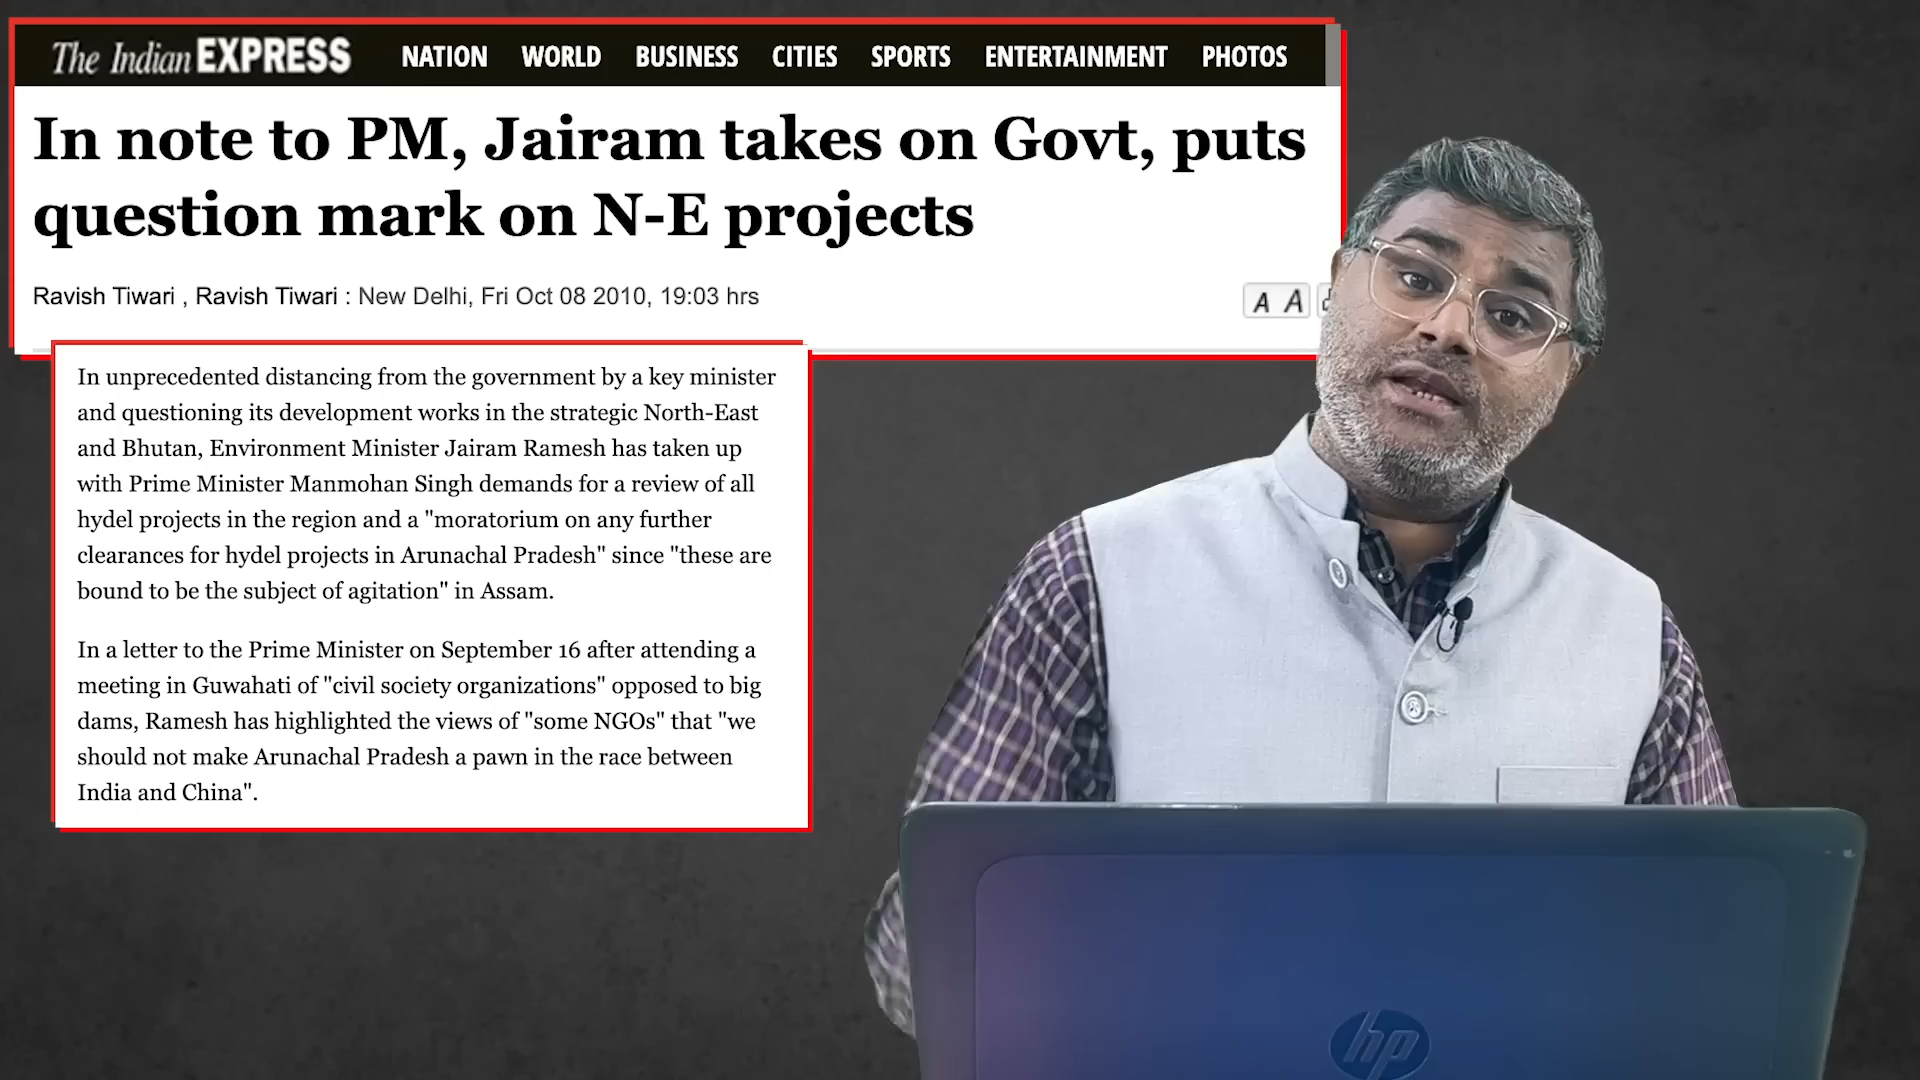 The Indian EXPRESS NATION WORLD BUSINESS CITIES SPORTS ENTERTAINMENT PHOTOS
In note to PM, Jairam takes on Govt, puts
question mark on N-E projects
Ravish Tiwari , Ravish Tiwari : New Delhi, Fri Oct 08 2010, 19:03 hrs
A A
In unprecedented distancing from the government by a key minister
and questioning its development works in the strategic North-East
and Bhutan, Environment Minister Jairam Ramesh has taken up
with Prime Minister Manmohan Singh demands for a review of all
hydel projects in the region and a "moratorium on any further
clearances for hydel projects in Arunachal Pradesh" since "these are
bound to be the subject of agitation" in Assam.
In a letter to the Prime Minister on September 16 after attending a
meeting in Guwahati of "civil society organizations" opposed to big
dams, Ramesh has highlighted the views of "some NGOs" that "we
should not make Arunachal Pradesh a pawn in the race between
India and China".
hp